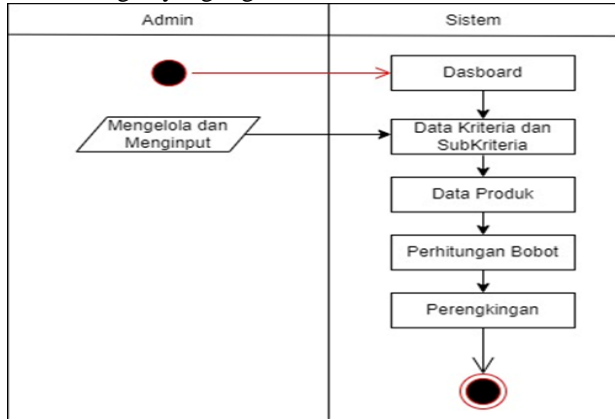 Admin
Sistem
Dasboard
Mengelola dan
Menginput
Data Kriteria dan
SubKriteria
Data Produk
Perhitungan Bobot
Perengkingan